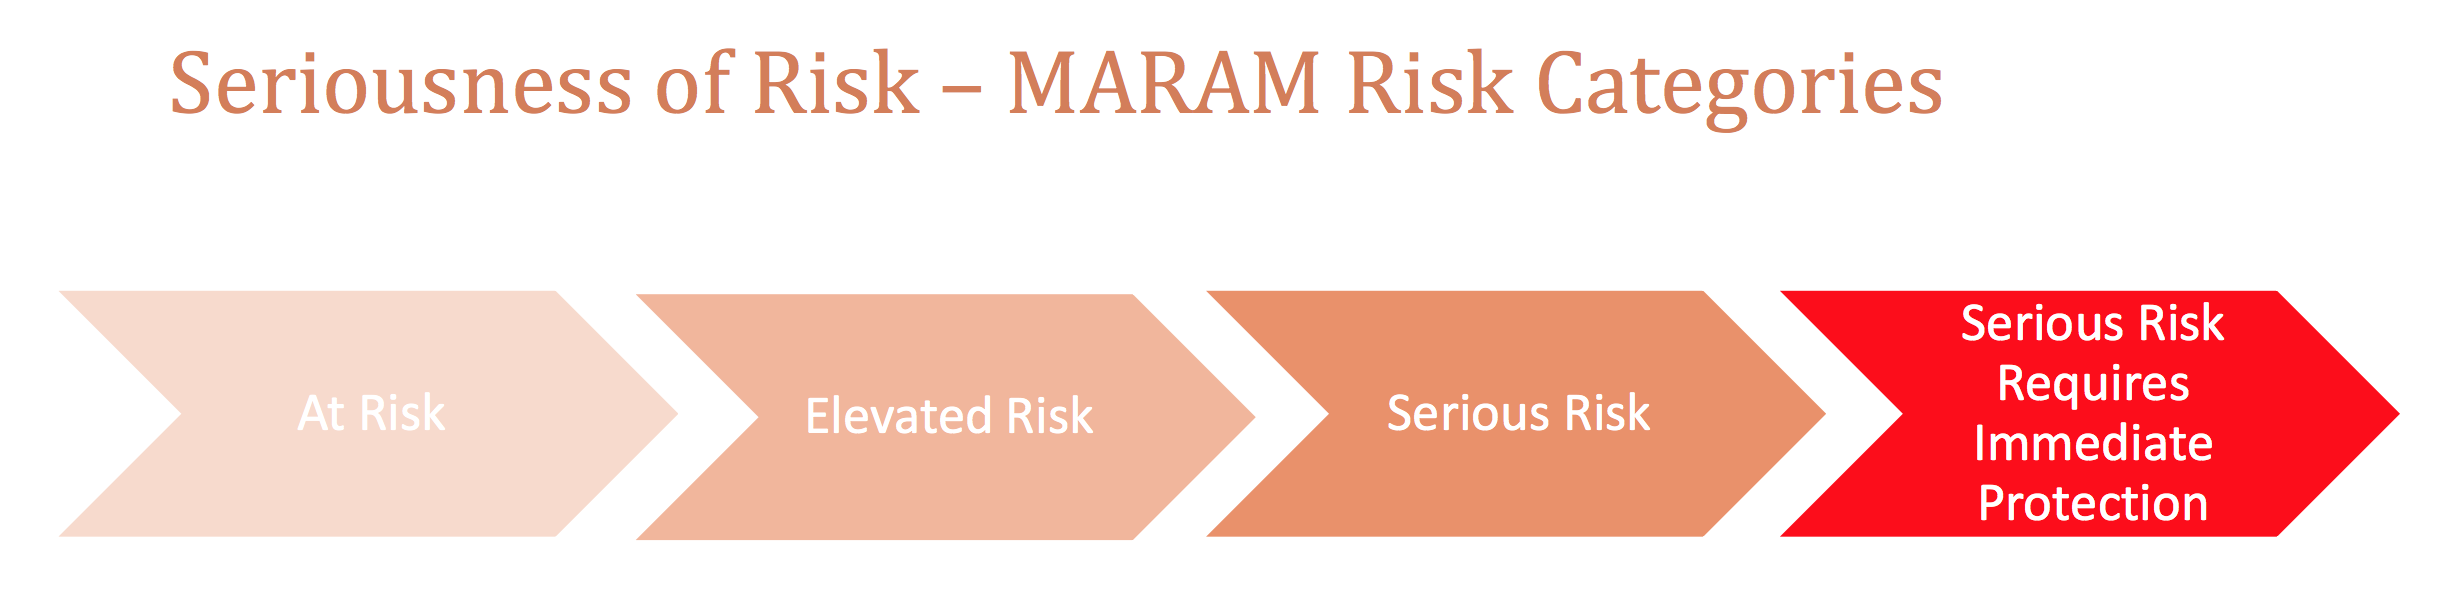 Seriousness of Risk – MARAM Risk Categories
At Risk
Elevated Risk
Serious Risk
Serious Risk
Requires
Immediate
Protection